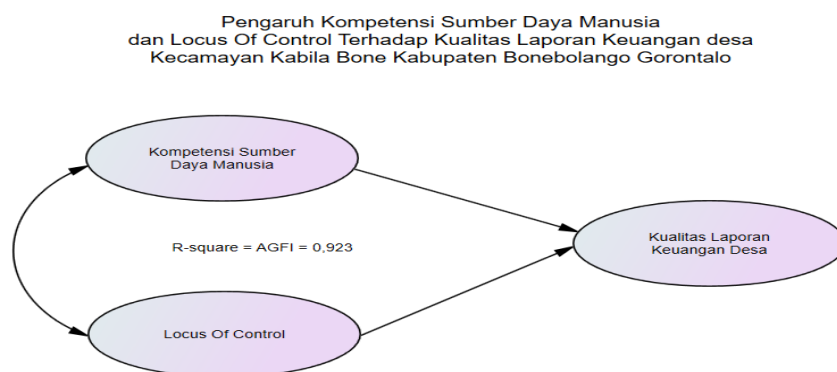 Pengaruh Kompetensi Sumber Daya Manusia
dan Locus Of Control Terhadap Kualitas Laporan Keuangan desa
Kecamayan Kabila Bone Kabupaten Bonebolango Gorontalo
Kompetensi Sumber
Daya Manusia
R-square = AGFI = 0,923
Kualitas Laporan
Keuangan Desa
Locus Of Control